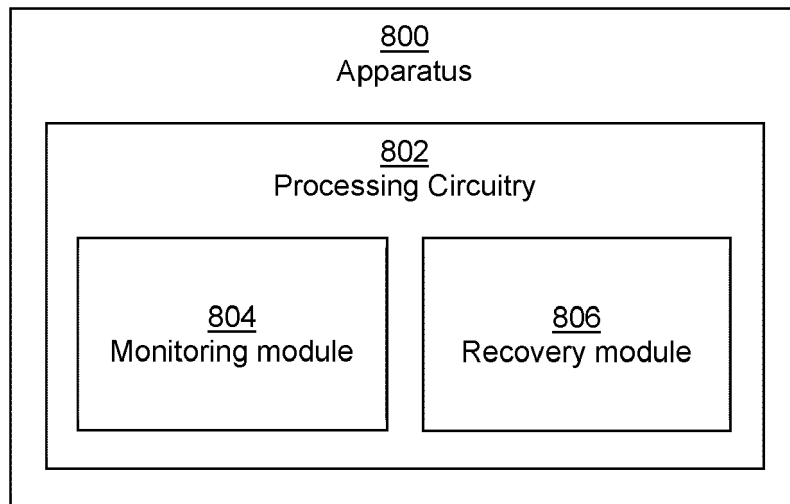 800
Apparatus
802
Processing Circuitry
804
Monitoring module
806
Recovery module